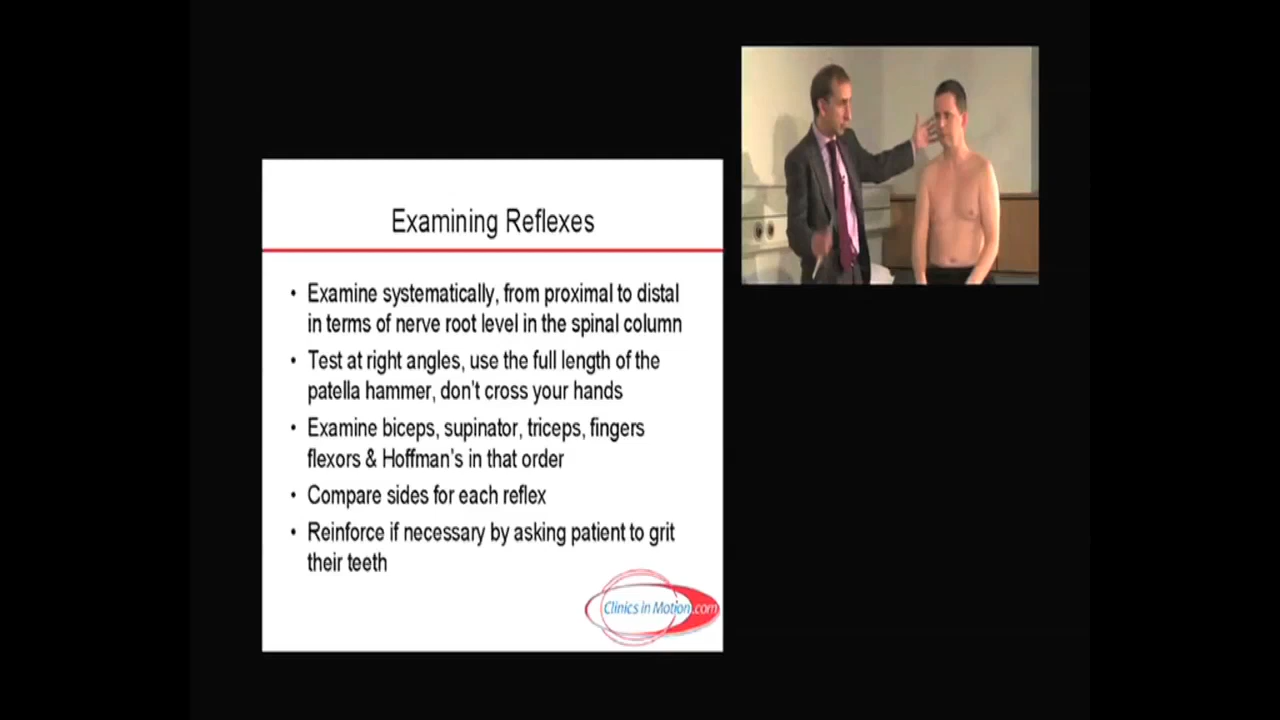 Examining Reflexes
• Examine systematically, from proximal to distal
in terms of nerve root level in the spinal column
• Test at right angles, use the full length of the
patella hammer, don't cross your hands
• Examine biceps, supinator, triceps, fingers
flexors & Hoffman's in that order
• Compare sides for each reflex
• Reinforce if necessary by asking patient to grit
their teeth
Clinics in Motion.com